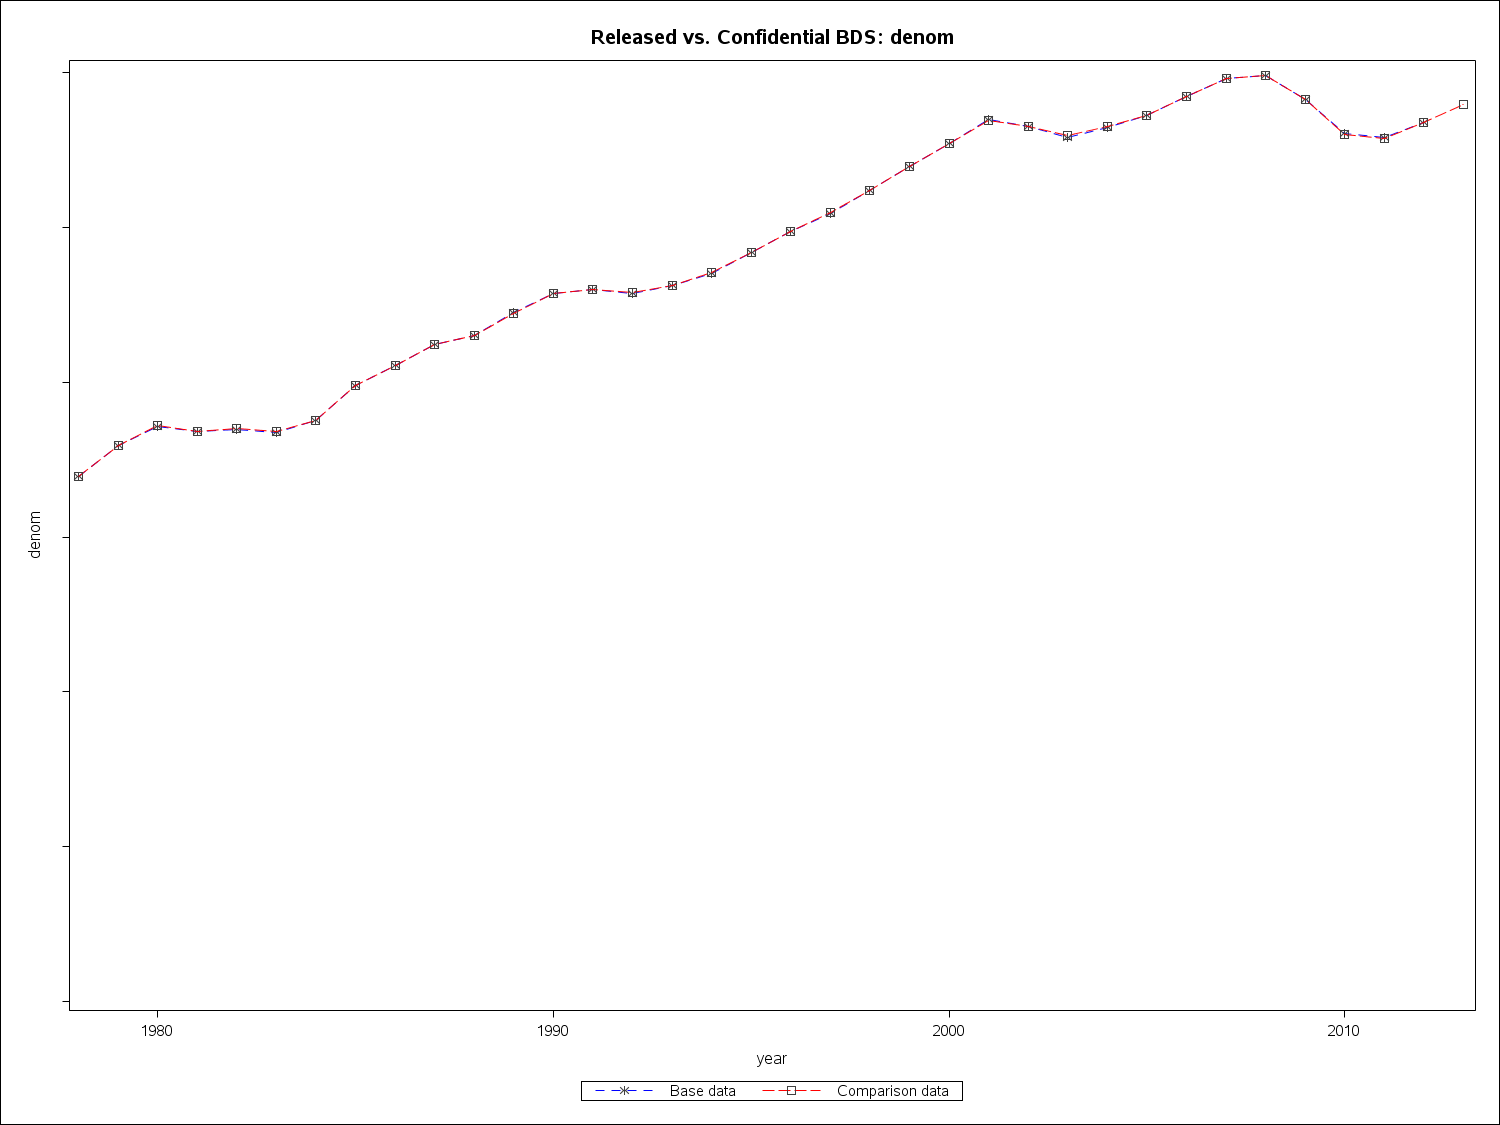 Released vs. Confidential BDS: denom
denom
1980 1990 2000 2010
year
Base data Comparison data